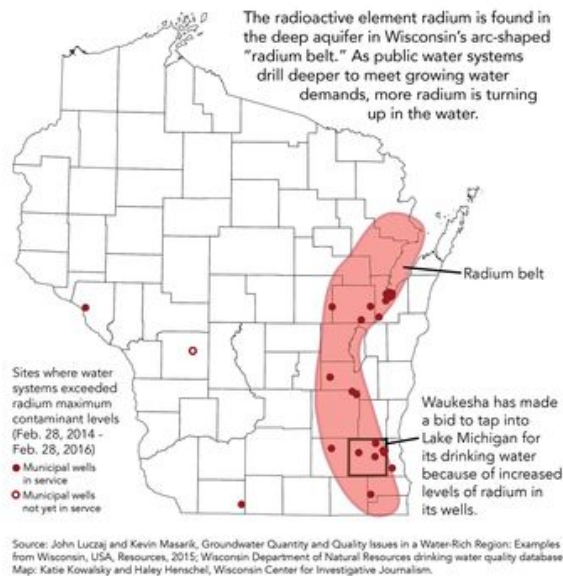 The radioactive element radium is found in
the deep aquifer in Wisconsin's arc-shaped
"radium belt." As public water systems
drill deeper to meet growing water
demands, more radium is turning
up in the water.
Radium belt
Sites where water
systems exceeded
radium maximum
contaminant levels
(Feb. 28, 2014 -
Feb. 28, 2016)
Municipal wells
in service
Municipal wells
not yet in service
Waukesha has made
a bid to tap into
Lake Michigan for
its drinking water
because of increased
levels of radium in
its wells.
Source: John Luczaj and Kevin Masarik, Groundwater Quantity and Quality Issues in a Water-Rich Region: Examples
from Wisconsin, USA, Resources, 2015; Wisconsin Department of Natural Resources drinking water quality database
Map: Katie Kowalsky and Haley Henschel, Wisconsin Center for Investigative Journalism.